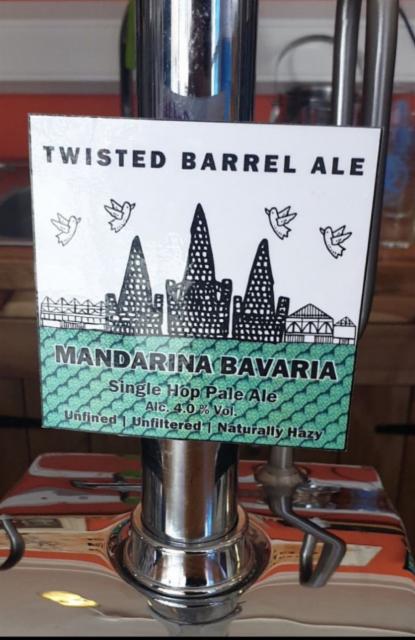 TWISTED BARREL ALE
MANDARINA BAVARIA
Single Hop Pale Ale
Alc. 4.0 % Vol.
Unfined | Unfiltered | Naturally Hazy